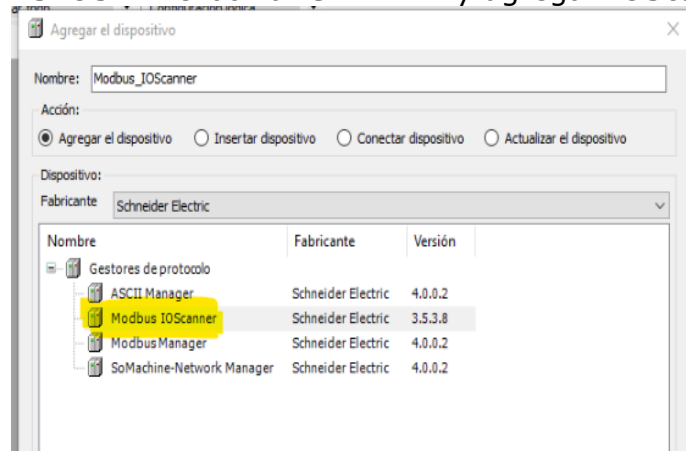 Agregar el dispositivo
Nombre: Modbus_IOScanner
Acción:
Agregar el dispositivo Insertar dispositivo Conectar dispositivo Actualizar el dispositivo
Dispositivo:
Fabricante Schneider Electric
Nombre Fabricante Versión
Gestores de protocolo
ASCII Manager Schneider Electric 4.0.0.2
Modbus IOScanner Schneider Electric 3.5.3.8
Modbus Manager Schneider Electric 4.0.0.2
SoMachine-Network Manager Schneider Electric 4.0.0.2